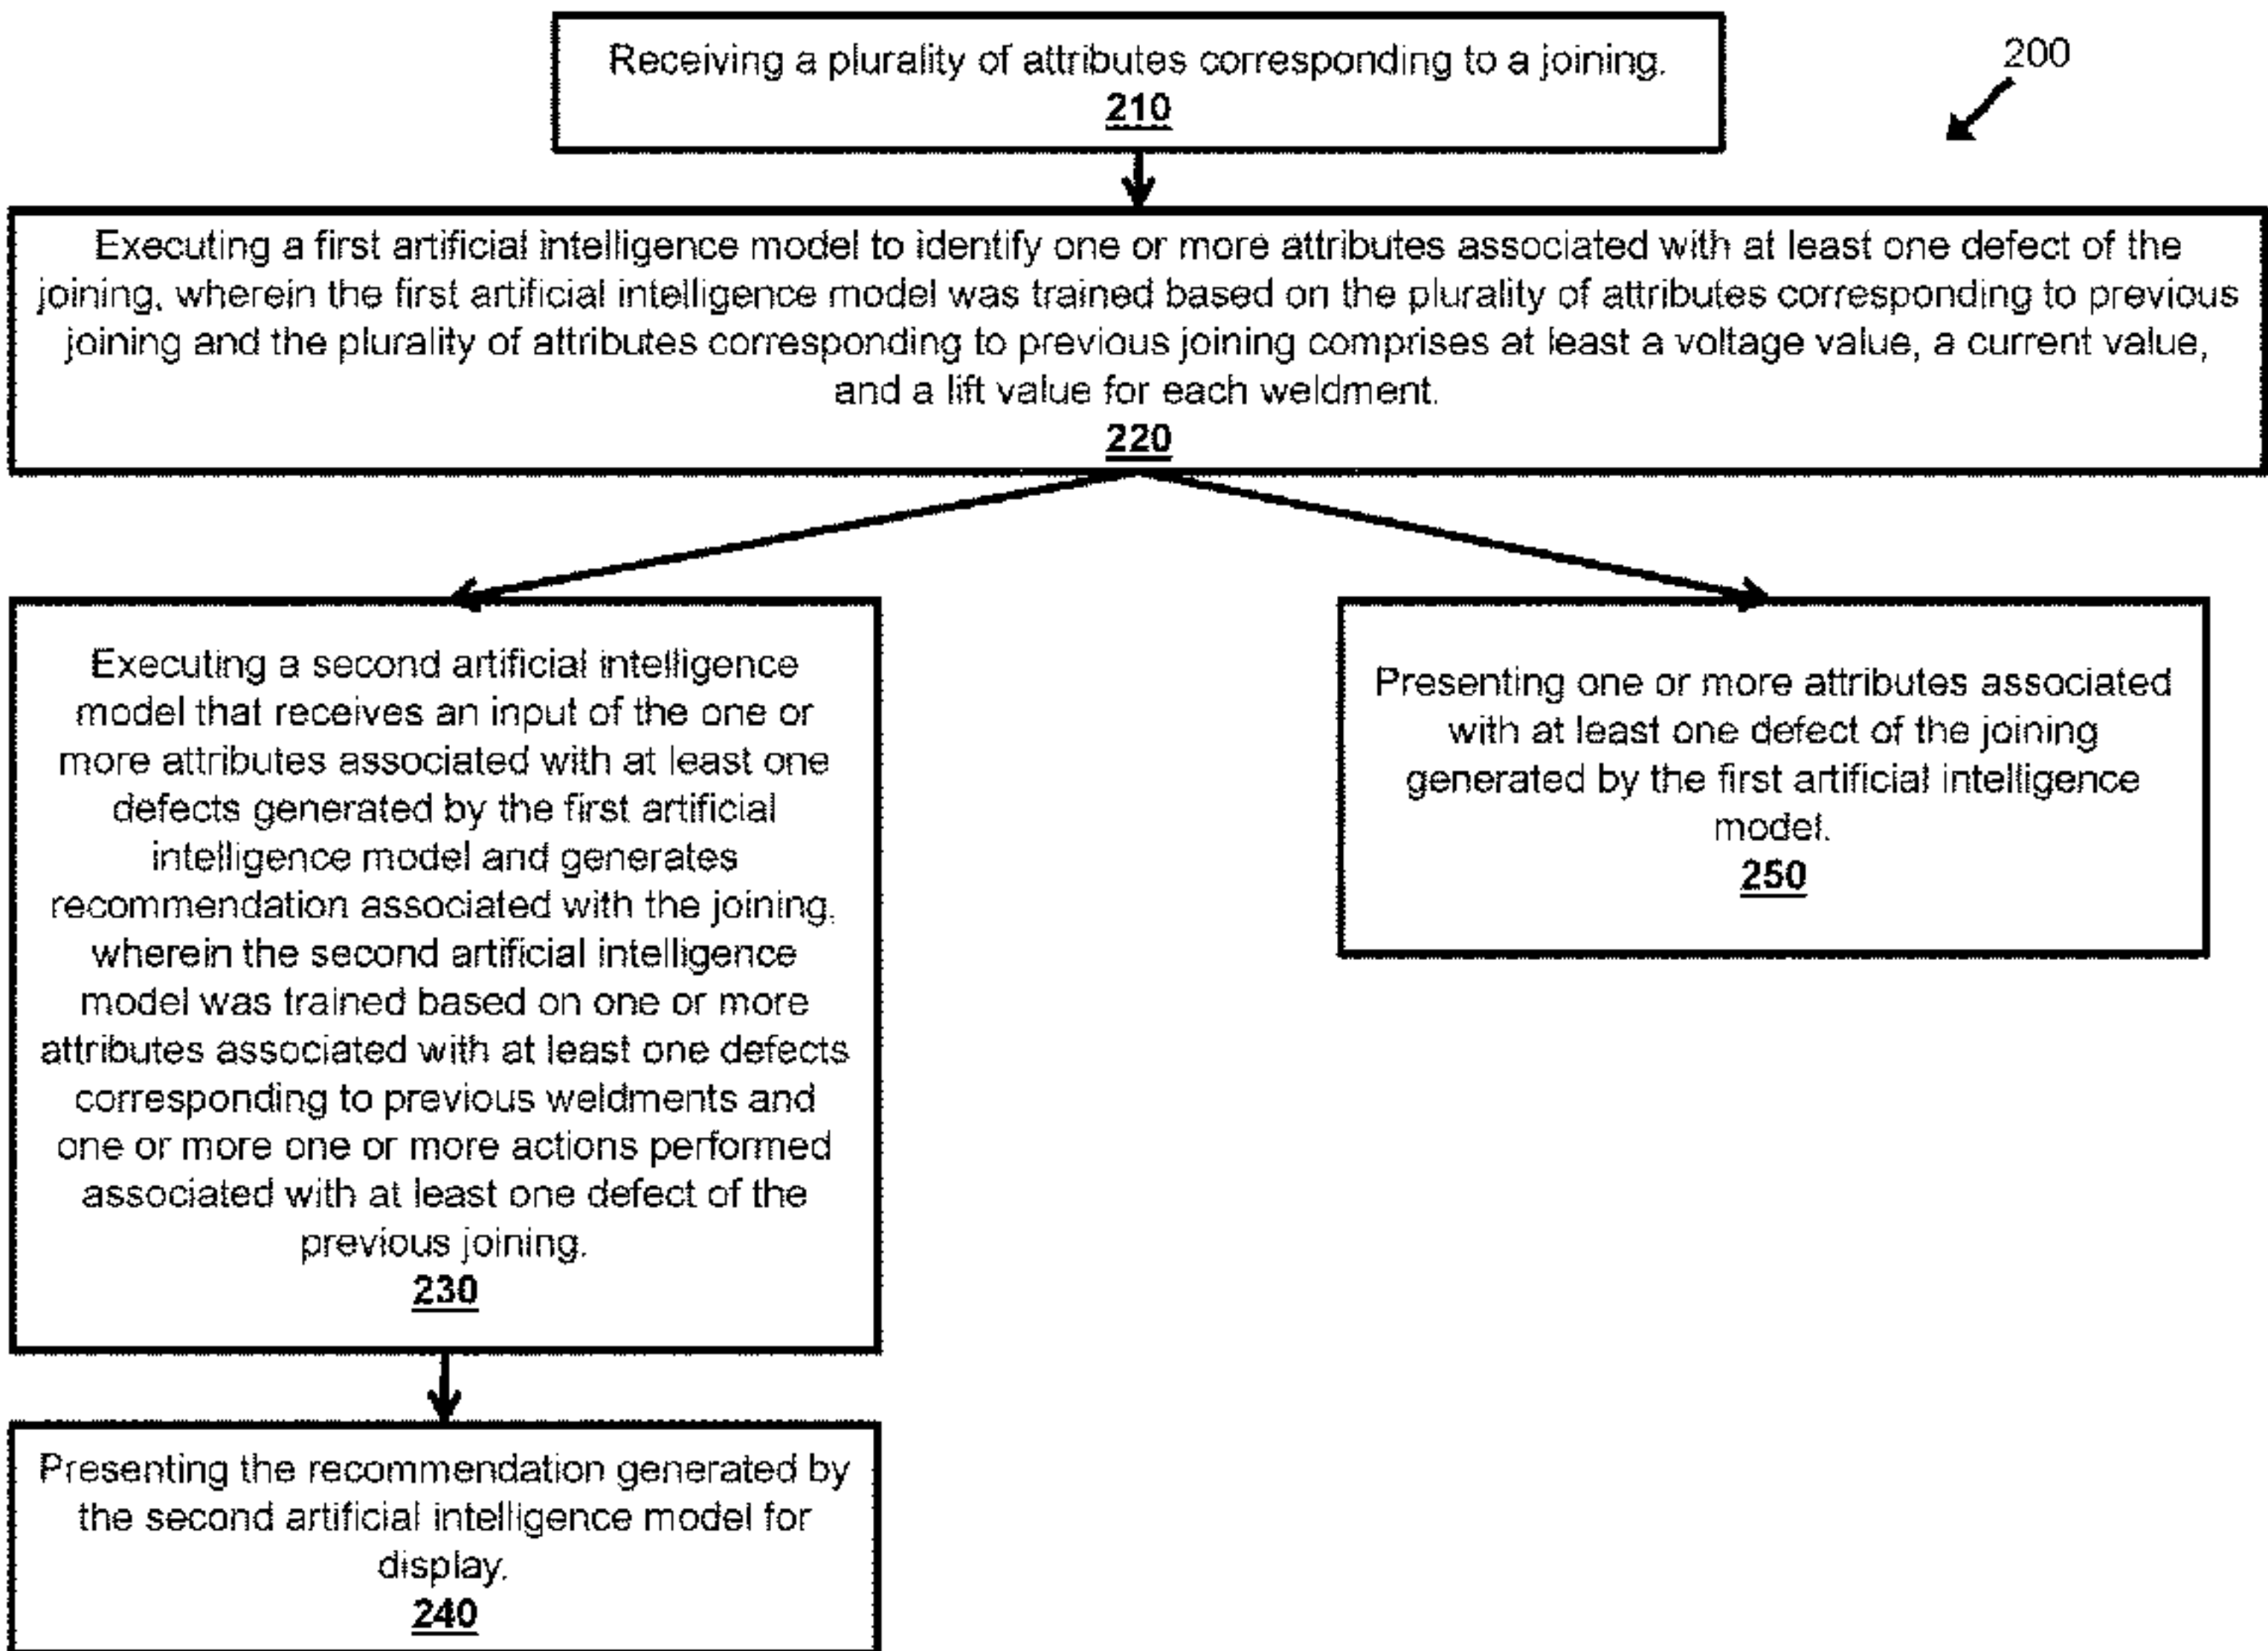 Receiving a plurality of attributes corresponding to a joining.
210
200
Executing a first artificial intelligence model to identify one or more attributes associated with at least one defect of the
joining, wherein the first artificial intelligence model was trained based on the plurality of attributes corresponding to previous
joining and the plurality of attributes corresponding to previous joining comprises at least a voltage value, a current value,
and a lift value for each weldment.
220
Executing a second artificial intelligence
model that receives an input of the one or
more attributes associated with at least one
defects generated by the first artificial
intelligence model and generates
recommendation associated with the joining,
wherein the second artificial intelligence
model was trained based on one or more
attributes associated with at least one defects
corresponding to previous weldments and
one or more one or more actions performed
associated with at least one defect of the
previous joining.
230
Presenting one or more attributes associated
with at least one defect of the joining
generated by the first artificial intelligence
model.
250
Presenting the recommendation generated by
the second artificial intelligence model for
display.
240